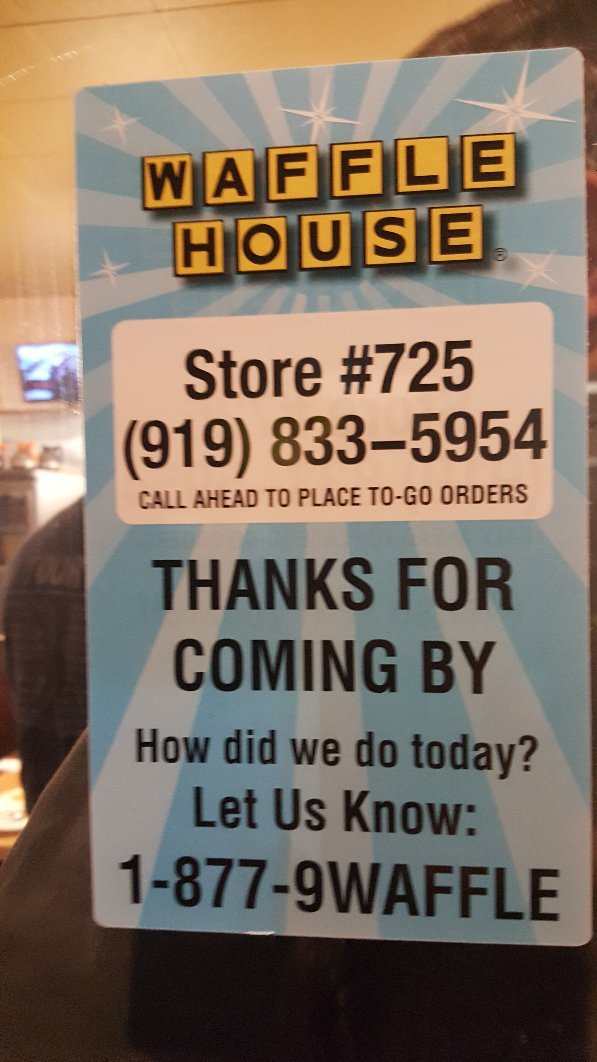 WAFFLE
HOUSE®
Store #725
(919) 833–5954
CALL AHEAD TO PLACE TO-GO ORDERS
THANKS FOR
COMING BY
How did we do today?
Let Us Know:
1-877-9WAFFLE